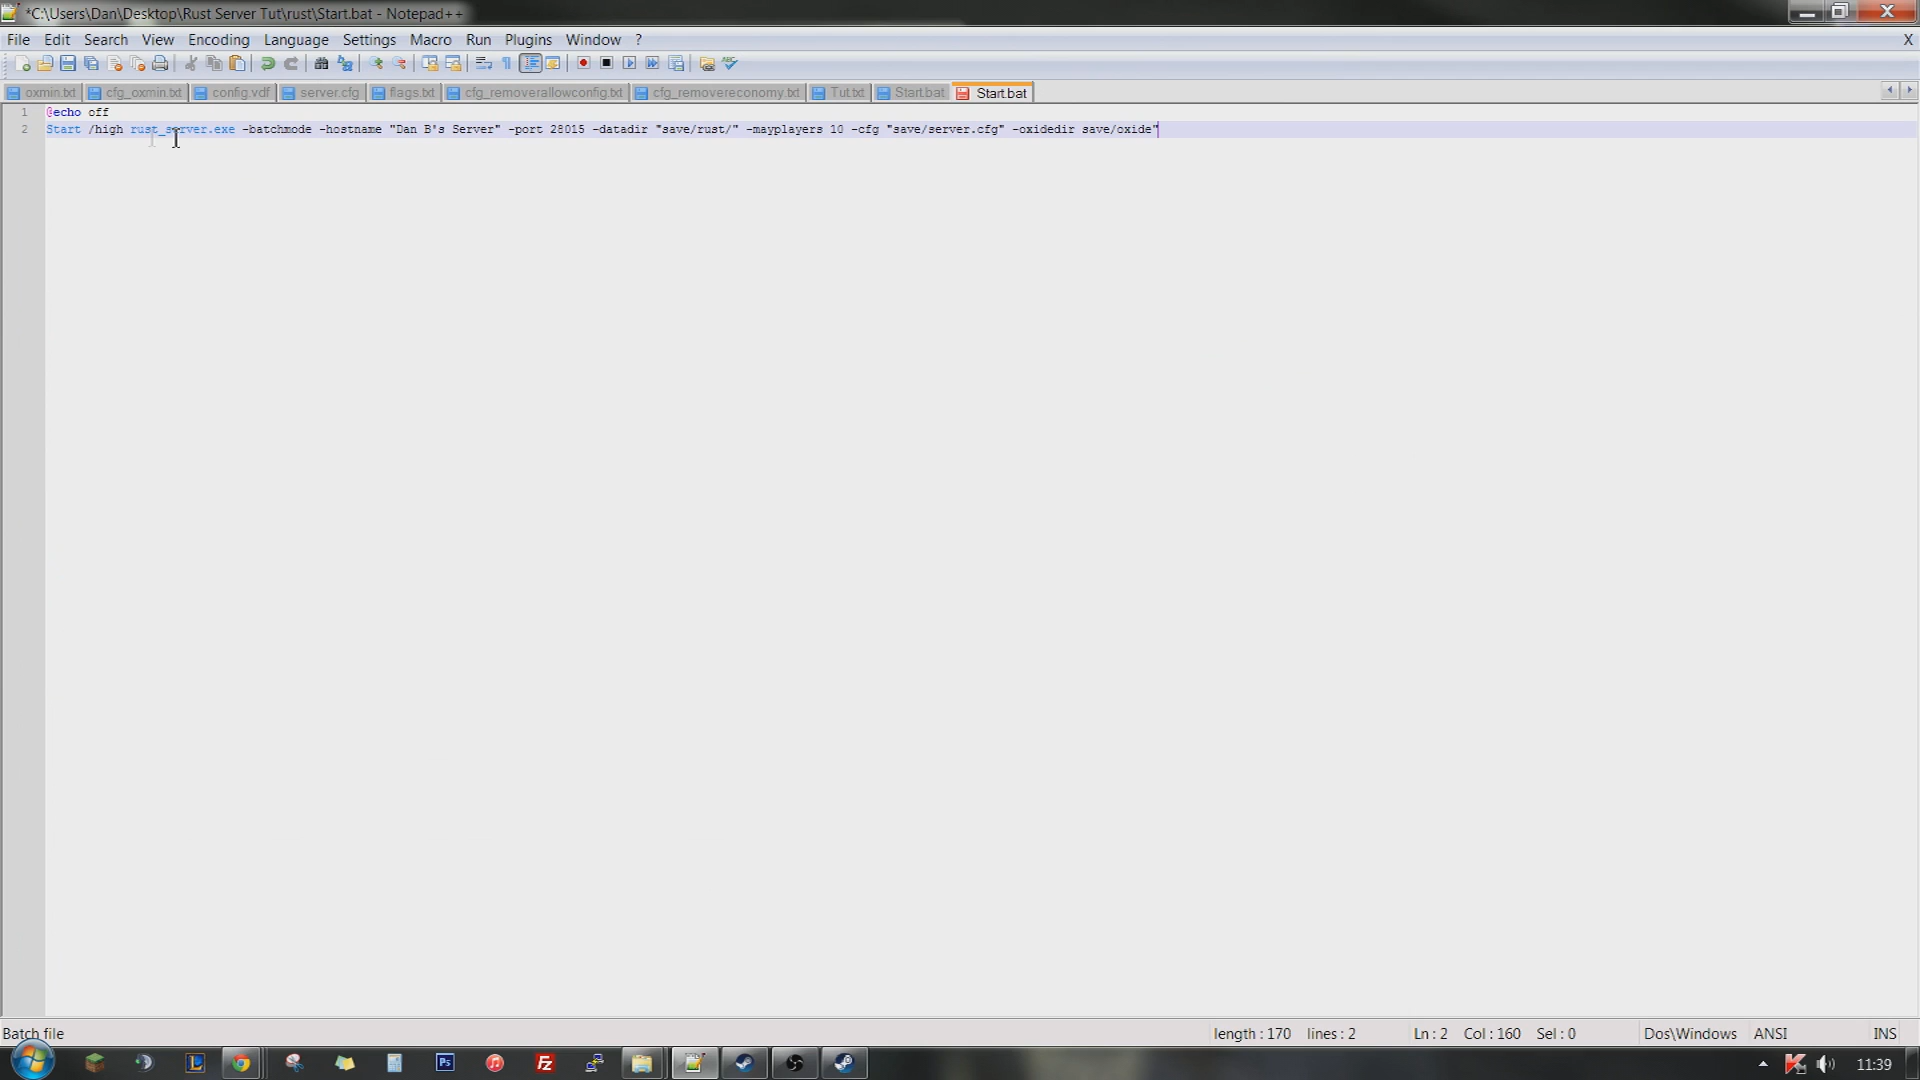 *C:\Users\Dan\Desktop\Rust Server Tut\rust\Start.bat - Notepad++
File Edit Search View Encoding Language Settings Macro Run Plugins Window ? X
oxmin.txt cfg_oxmin.txt config.vdf server.cfg flags.txt cfg_removerallowconfig.txt cfg_removereconomy.txt Tut.txt Start.bat Start.bat
1 @echo off
2 Start /high rust_server.exe -batchmode -hostname "Dan B's Server" -port 28015 -datadir "save/rust/" -mayplayers 10 -cfg "save/server.cfg" -oxidedir save/oxide"
Batch file length : 170 lines : 2 Ln : 2 Col : 160 Sel : 0 Dos\Windows ANSI INS
Ps Fz 11:39